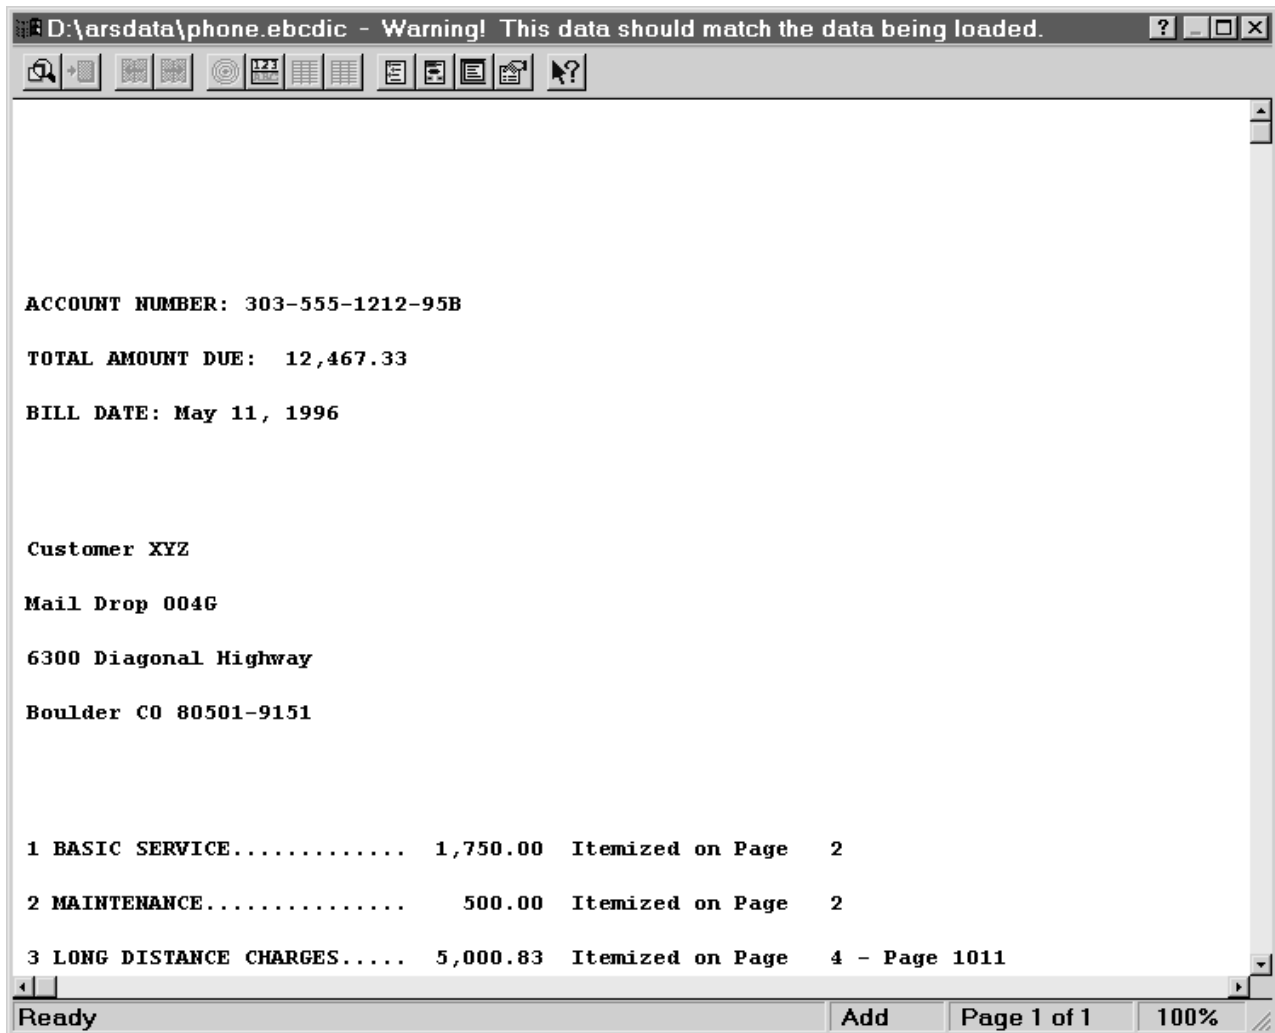 D:\arsdata\phone.ebcdic - Warning! This data should match the data being loaded.
ACCOUNT NUMBER: 303-555-1212-95B
TOTAL AMOUNT DUE:  12,467.33
BILL DATE: May 11, 1996
Customer XYZ
Mail Drop 004G
6300 Diagonal Highway
Boulder CO 80501-9151
1 BASIC SERVICE.............  1,750.00  Itemized on Page   2
2 MAINTENANCE...............    500.00  Itemized on Page   2
3 LONG DISTANCE CHARGES.....  5,000.83  Itemized on Page   4 - Page 1011
Ready Add Page 1 of 1 100%